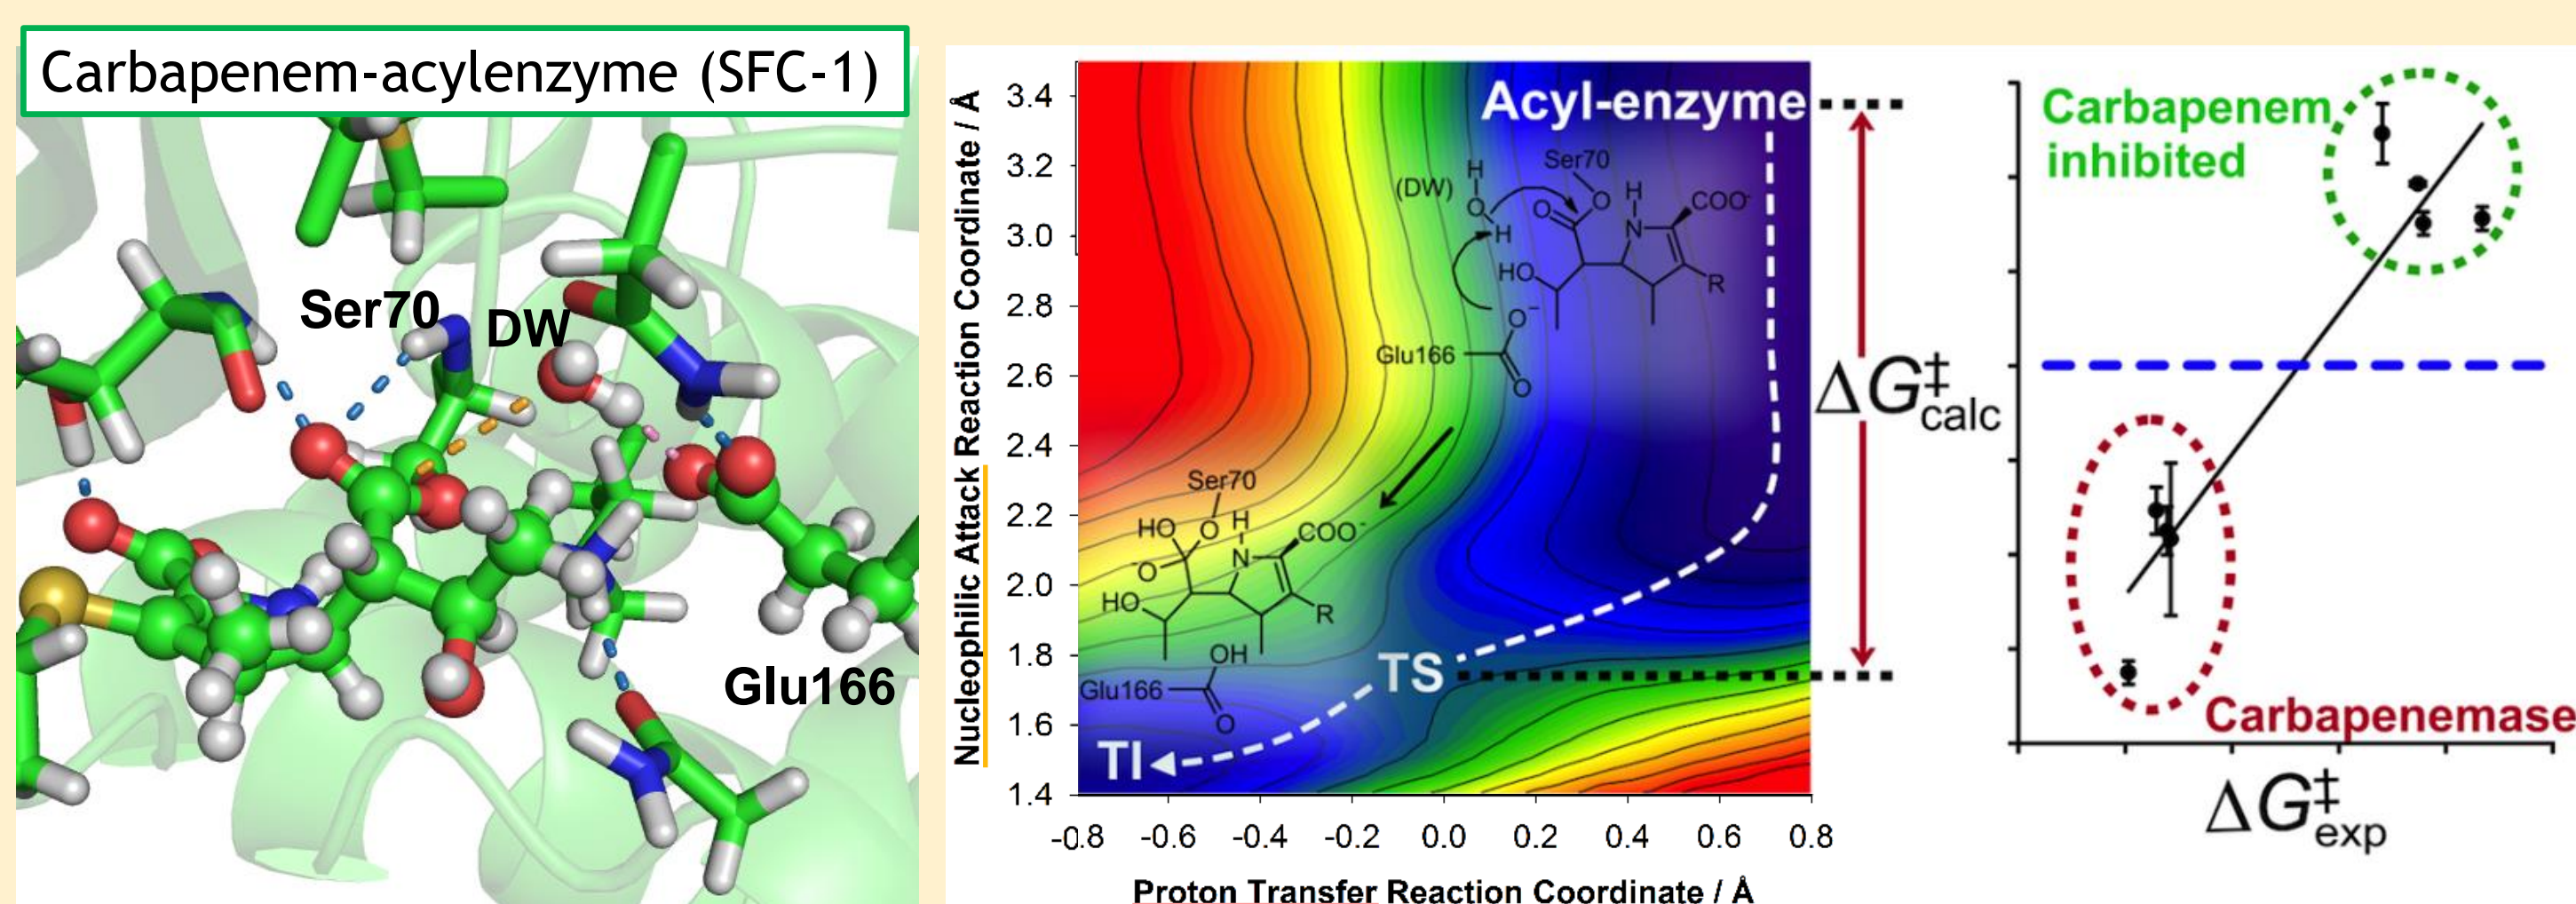 Carbapenem-acylenzyme (SFC-1)
Ser70
DW
Glu166
Nucleophilic Attack Reaction Coordinate / Å
3.4
3.2
3.0
2.8
2.6
2.4
2.2
2.0
1.8
1.6
1.4
-0.8
-0.6
-0.4
-0.2
0.0
0.2
0.4
0.6
0.8
Proton Transfer Reaction Coordinate / Å
Acyl-enzyme
Ser70
(DW)
H
O
H
O
O
H
N
COO-
HO
R
O-
Glu166
O
Ser70
HO
O
H
N
COO-
-O
HO
R
OH
Glu166
O
TS
TI
ΔG‡calc
Carbapenem
inhibited
Carbapenemase
ΔG‡exp